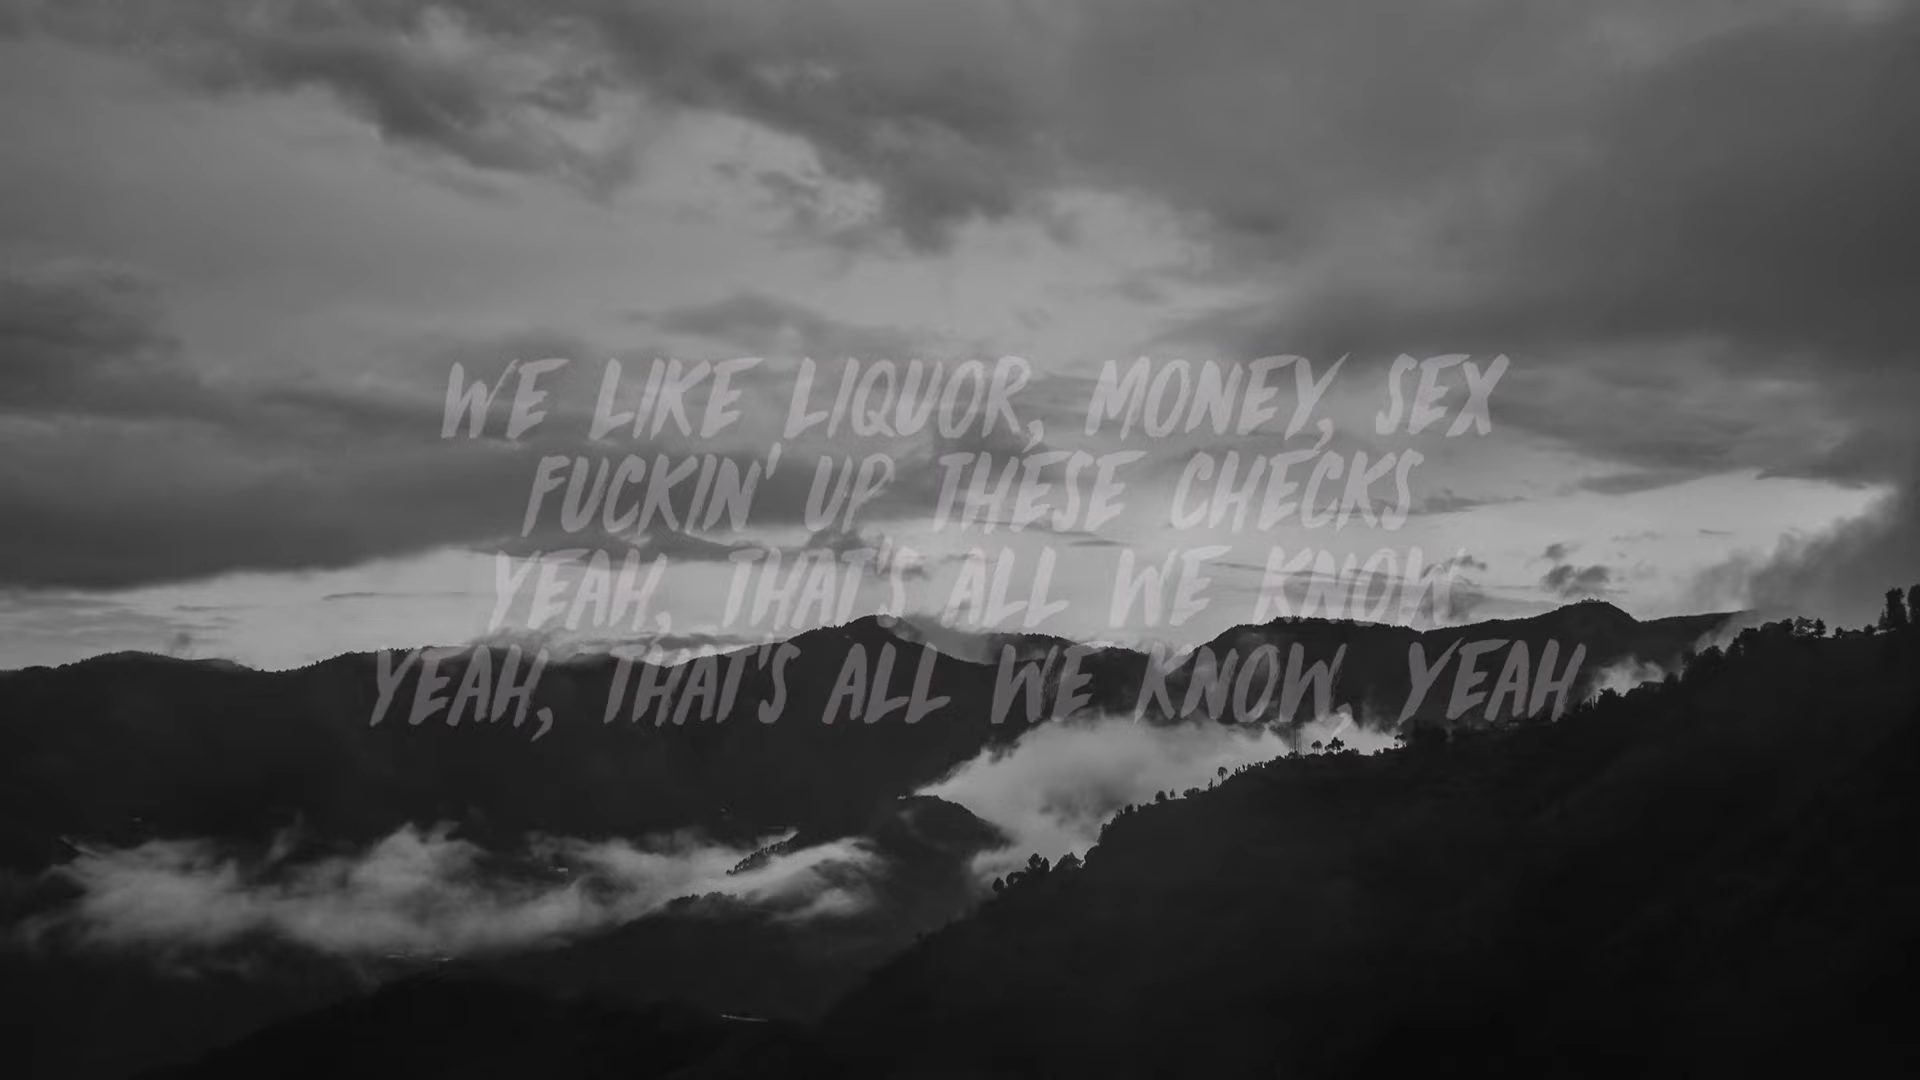 WE LIKE LIQUOR, MONEY, SEX
FUCKIN' UP THESE CHECKS
YEAH, THAT'S ALL WE KNOW
YEAH, THAT'S ALL WE KNOW, YEAH